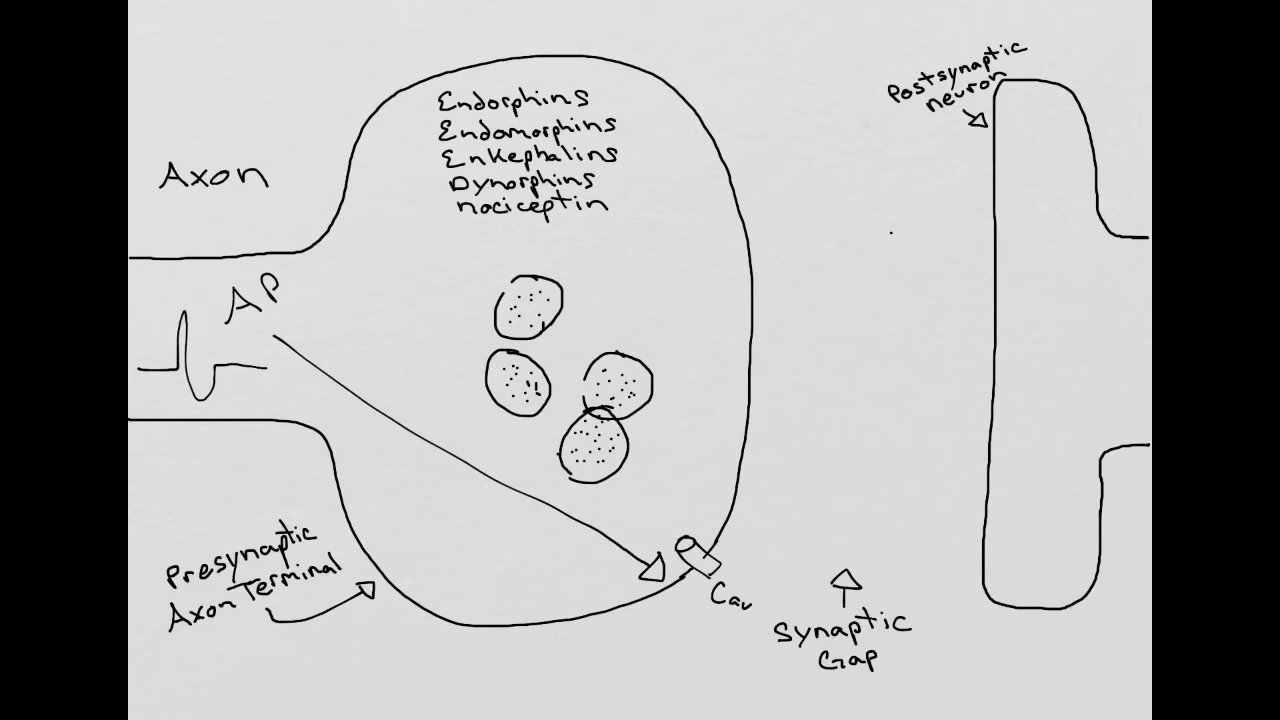 Endorphins
Endomorphins
Enkephalins
Dynorphins
nociceptin
Axon
AP
Postsynaptic
neuron
Presynaptic
Axon Terminal
Cav
Synaptic
Gap